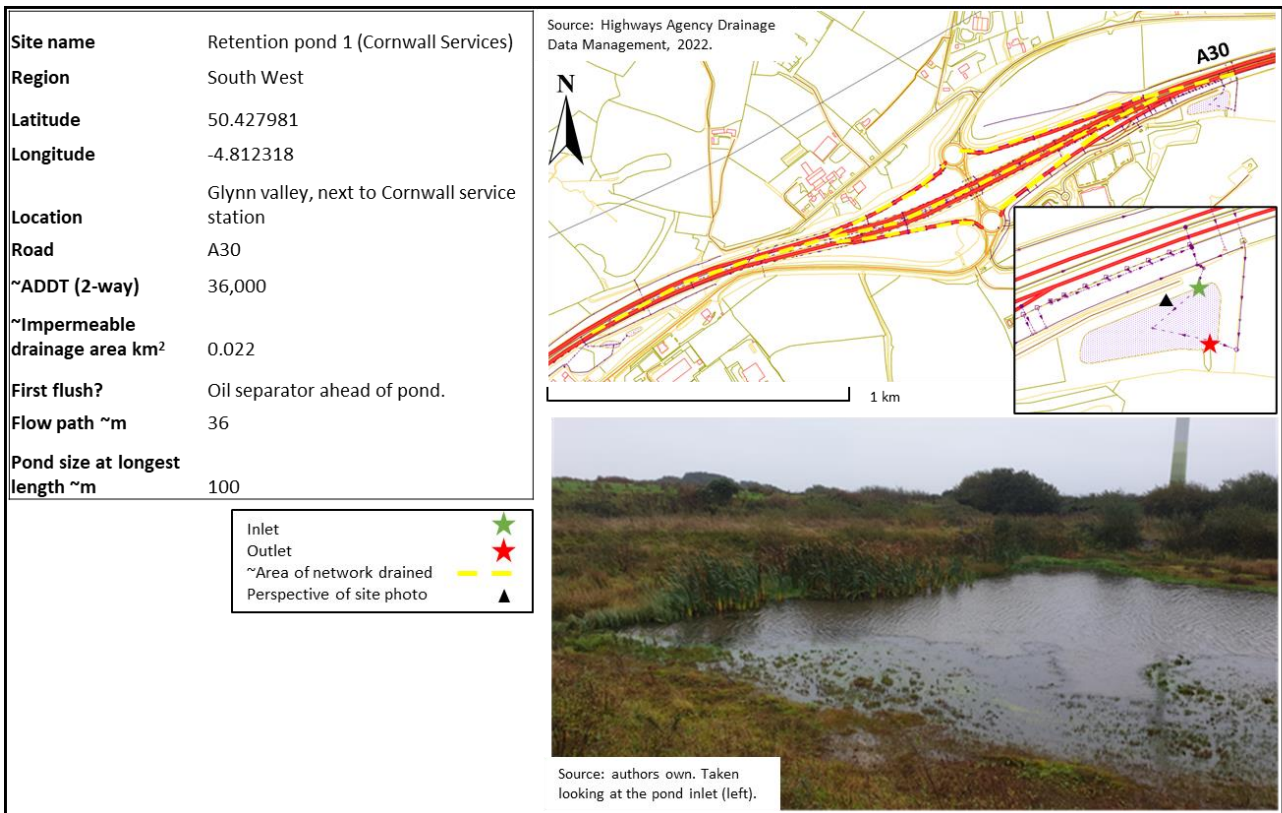 Site name Retention pond 1 (Cornwall Services)
Region South West
Latitude 50.427981
Longitude -4.812318
Location Glynn valley, next to Cornwall service
station
Road A30
~ADDT (2-way) 36,000
~Impermeable
drainage area km² 0.022
First flush? Oil separator ahead of pond.
Flow path ~m 36
Pond size at longest
length ~m 100
Inlet
Outlet
~Area of network drained
Perspective of site photo
Source: Highways Agency Drainage
Data Management, 2022.
A30
N
1 km
Source: authors own. Taken
looking at the pond inlet (left).